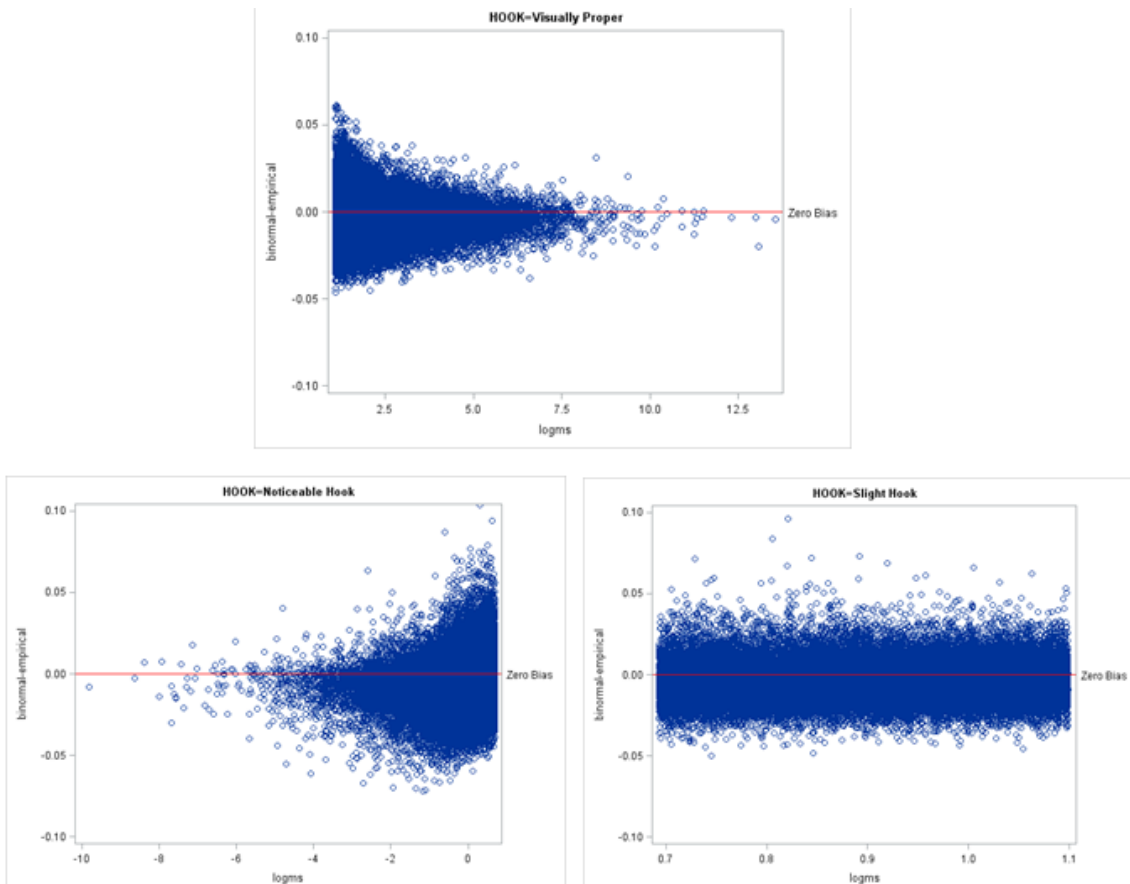 HOOK=Visually Proper
0.10
0.05
0.00
-0.05
-0.10
binormal-empirical
Zero Bias
2.5 5.0 7.5 10.0 12.5
logms
HOOK=Noticeable Hook
0.10
0.05
0.00
-0.05
-0.10
binormal-empirical
Zero Bias
-10 -8 -6 -4 -2 0
logms
HOOK=Slight Hook
0.10
0.05
0.00
-0.05
-0.10
binormal-empirical
Zero Bias
0.7 0.8 0.9 1.0 1.1
logms